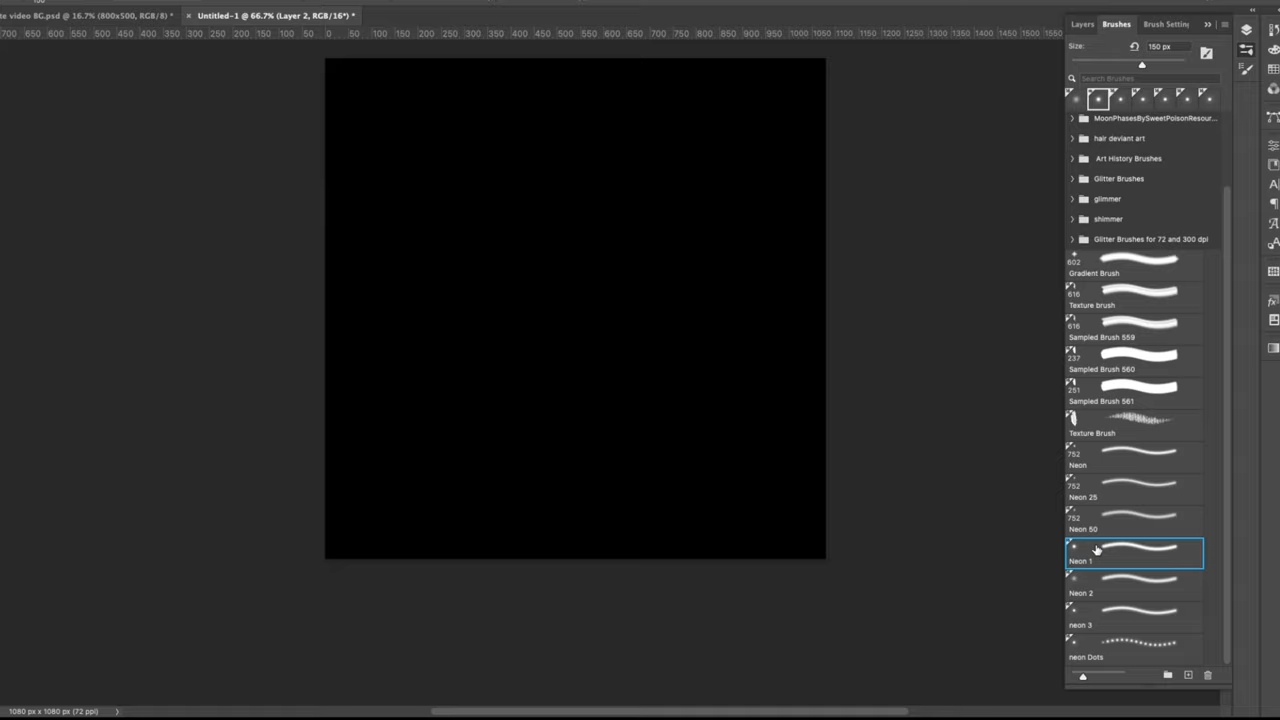 te video BG.psd @ 16.7% (800x500, RGB/8) *
× Untitled-1 @ 66.7% (Layer 2, RGB/16*) *
700 650 600 550 500 450 400 350 300 250 200 150 100 50 0 50 100 150 200 250 300 350 400 450 500 550 600 650 700 750 800 850 900 950 1000 1050 1100 1150 1200 1250 1300 1350 1400 1450 1500 1550
Layers Brushes Brush Setting
Size: 150 px
Search Brushes
MoonPhasesBySweetPoisonResour...
hair deviant art
Art History Brushes
Glitter Brushes
glimmer
shimmer
Glitter Brushes for 72 and 300 dpi
602
Gradient Brush
616
Texture brush
616
Sampled Brush 559
237
Sampled Brush 560
251
Sampled Brush 561
Texture Brush
752
Neon
752
Neon 25
752
Neon 50
Neon 1
Neon 2
neon 3
neon Dots
1080 px x 1080 px (72 ppi)